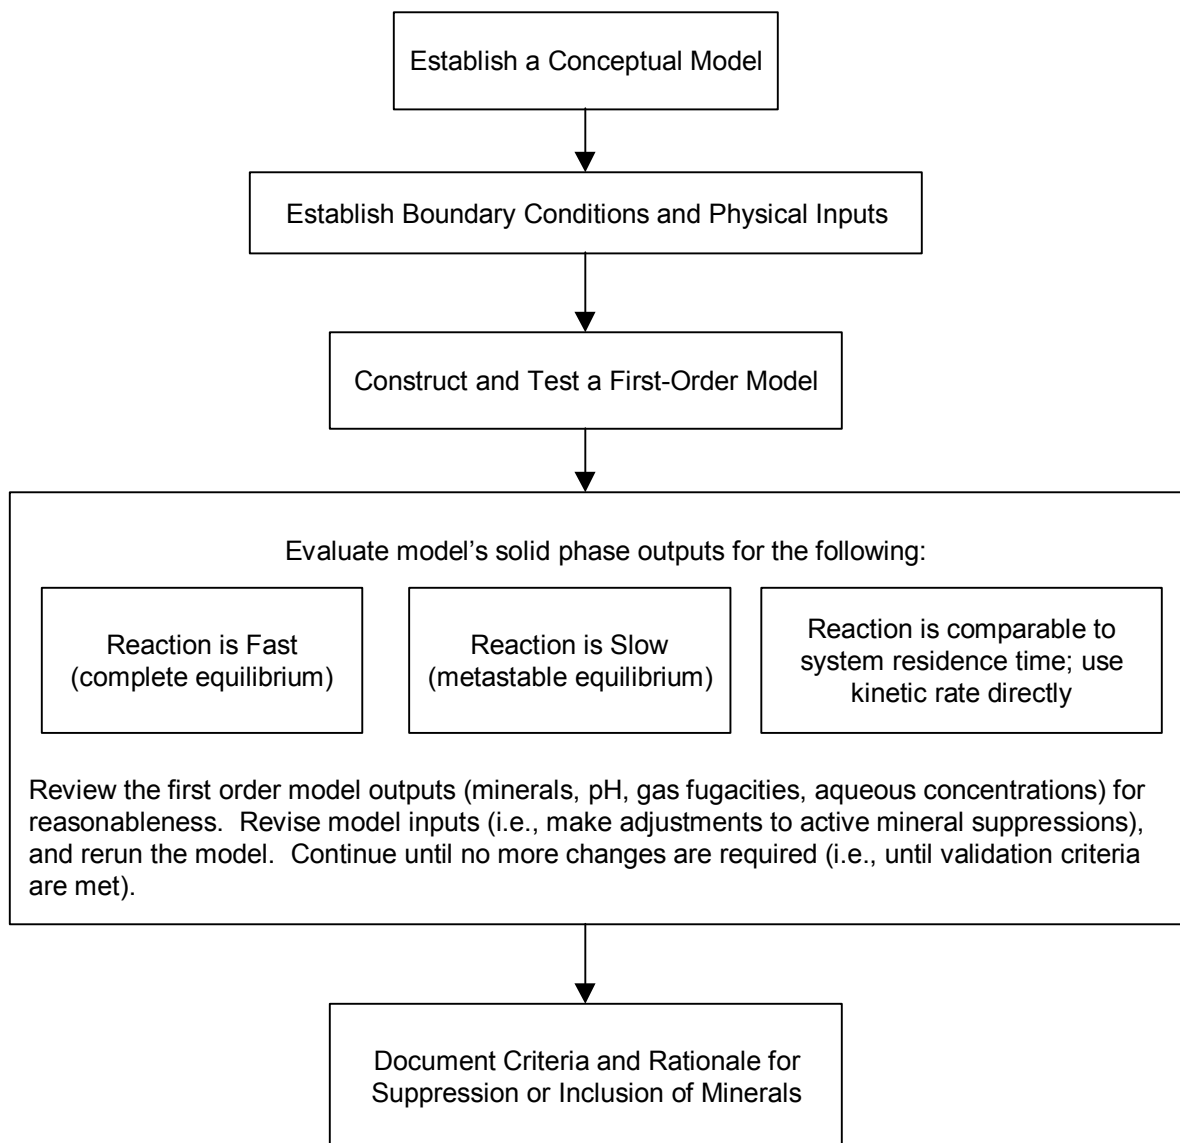 Establish a Conceptual Model
Establish Boundary Conditions and Physical Inputs
Construct and Test a First-Order Model
Evaluate model's solid phase outputs for the following:
Reaction is Fast
(complete equilibrium)
Reaction is Slow
(metastable equilibrium)
Reaction is comparable to
system residence time; use
kinetic rate directly
Review the first order model outputs (minerals, pH, gas fugacities, aqueous concentrations) for
reasonableness.  Revise model inputs (i.e., make adjustments to active mineral suppressions),
and rerun the model.  Continue until no more changes are required (i.e., until validation criteria
are met).
Document Criteria and Rationale for
Suppression or Inclusion of Minerals